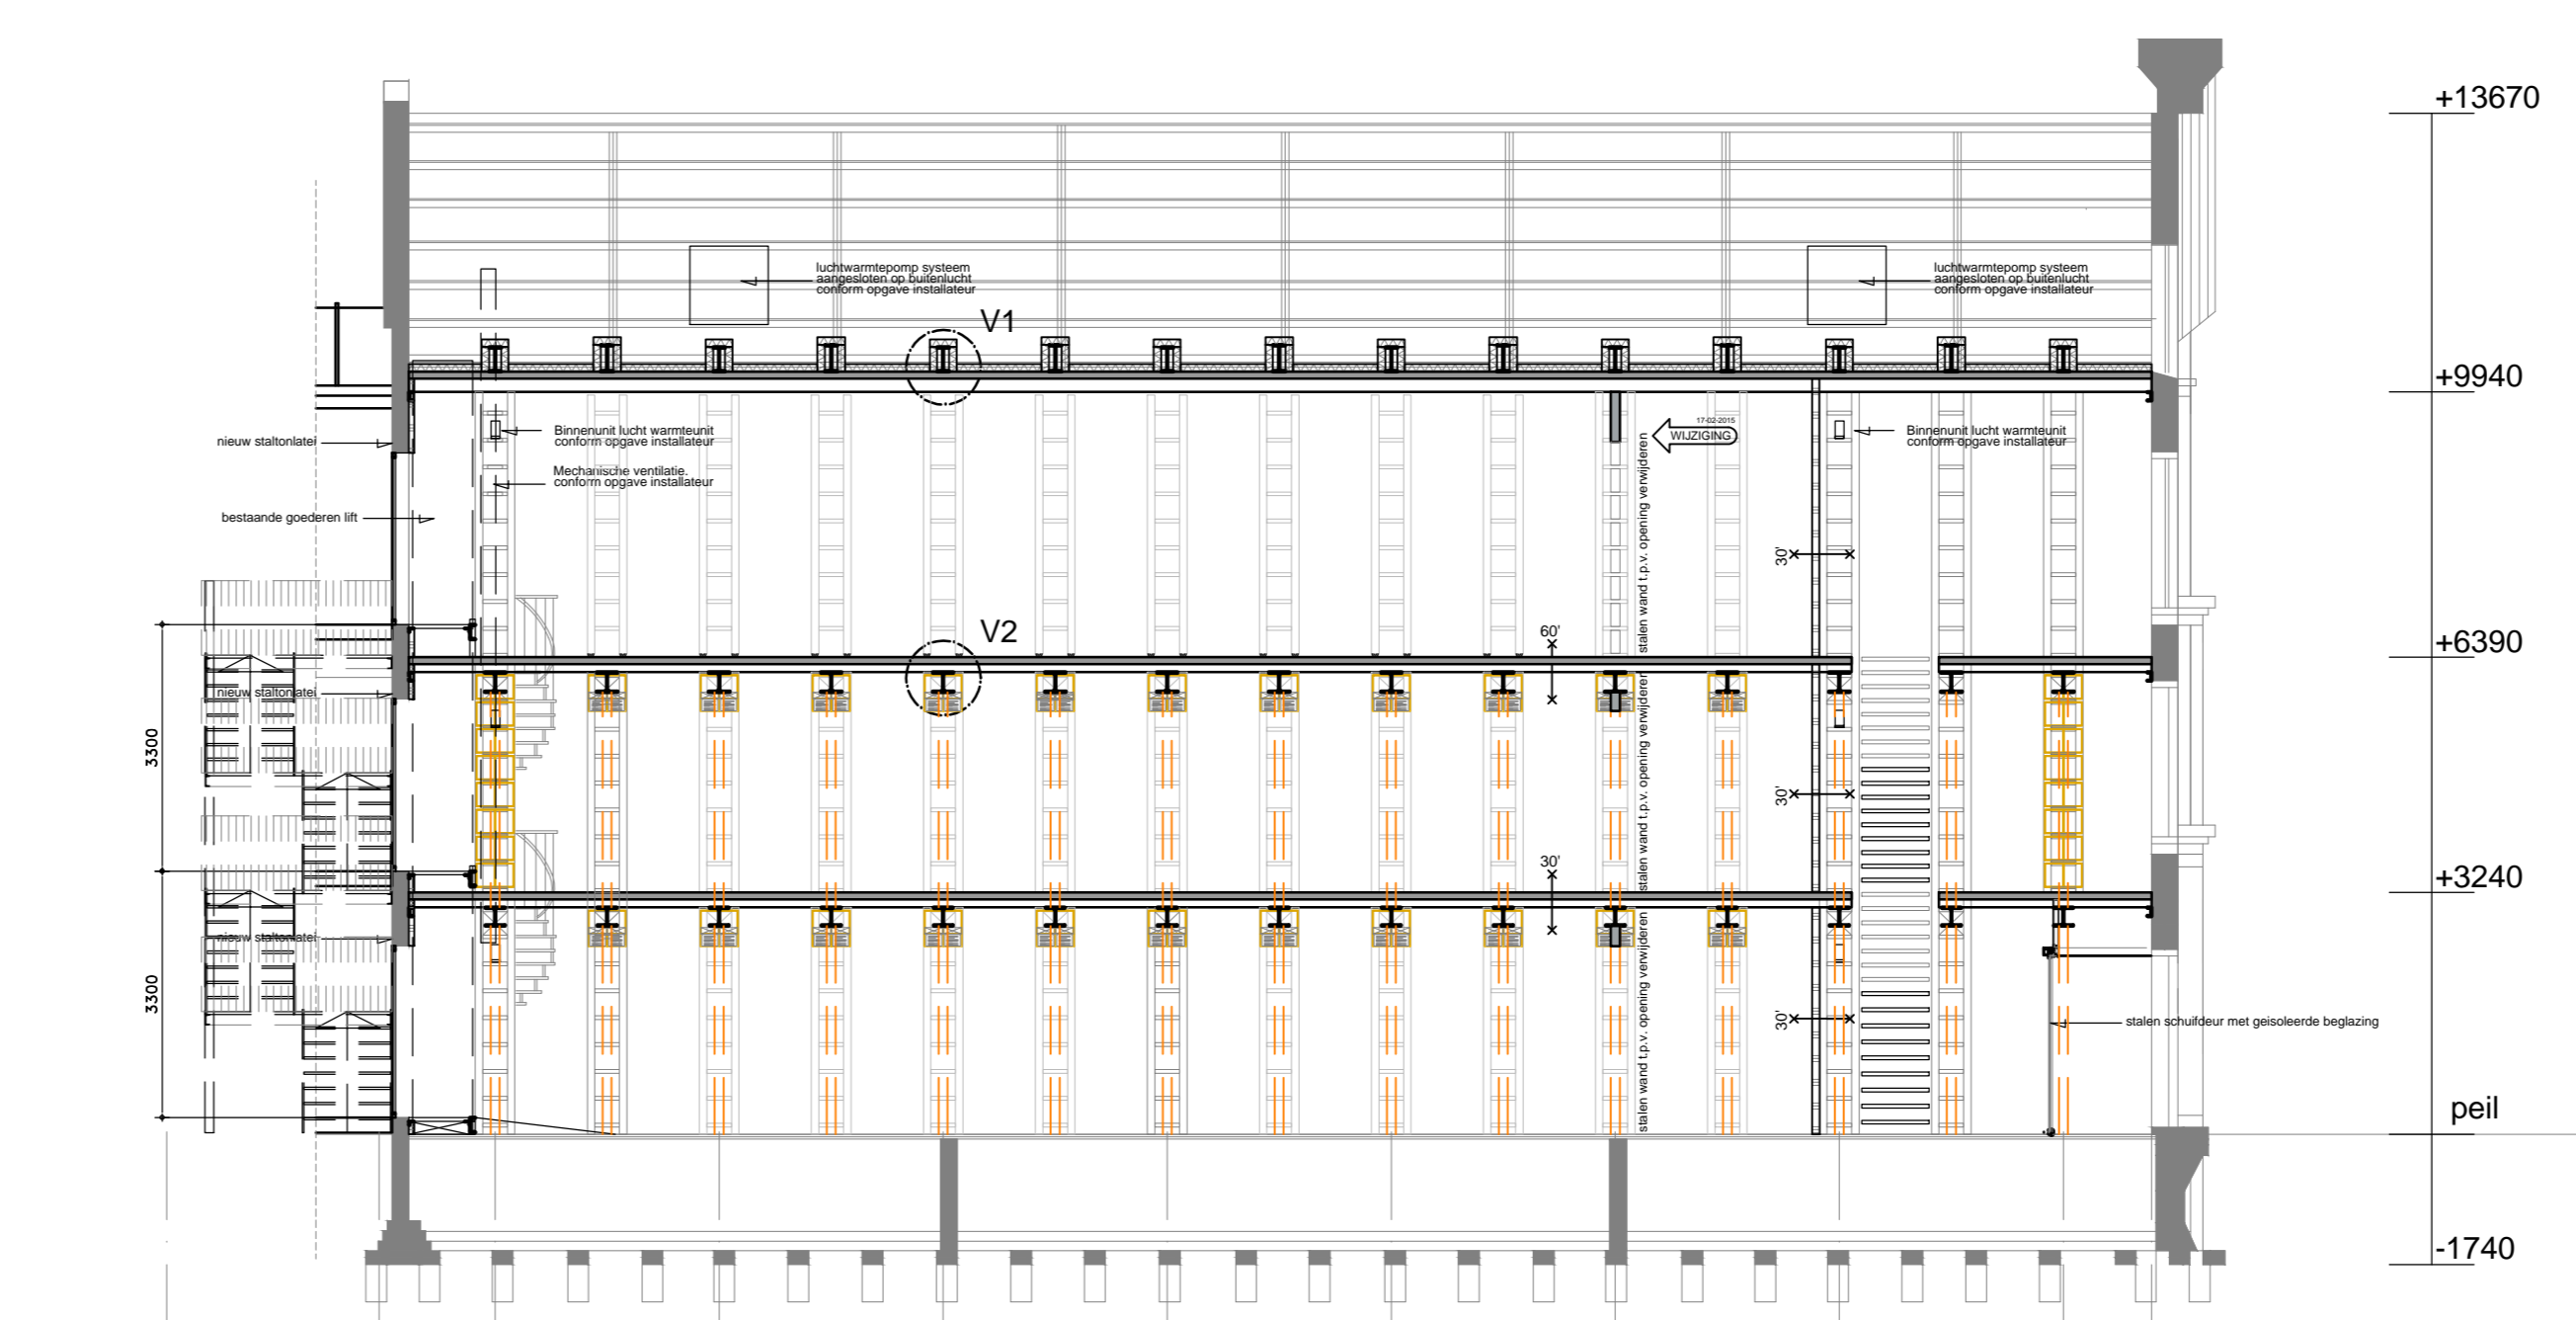 +13670
luchtwarmtepomp systeem
aangesloten op buitenlucht
conform opgave installateur
luchtwarmtepomp systeem
aangesloten op buitenlucht
conform opgave installateur
V1
+9940
nieuw staltonlatei
Binnenunit lucht warmteunit
conform opgave installateur
17-02-2015
WIJZIGING
Binnenunit lucht warmteunit
conform opgave installateur
Mechanische ventilatie.
conform opgave installateur
bestaande goederen lift
stalen wand t.p.v. opening verwijderen
30'
V2
60'
+6390
nieuw staltonlatei
3300
stalen wand t.p.v. opening verwijderen
30'
30'
+3240
nieuw staltonlatei
3300
stalen wand t.p.v. opening verwijderen
30'
stalen schuifdeur met geisoleerde beglazing
peil
-1740